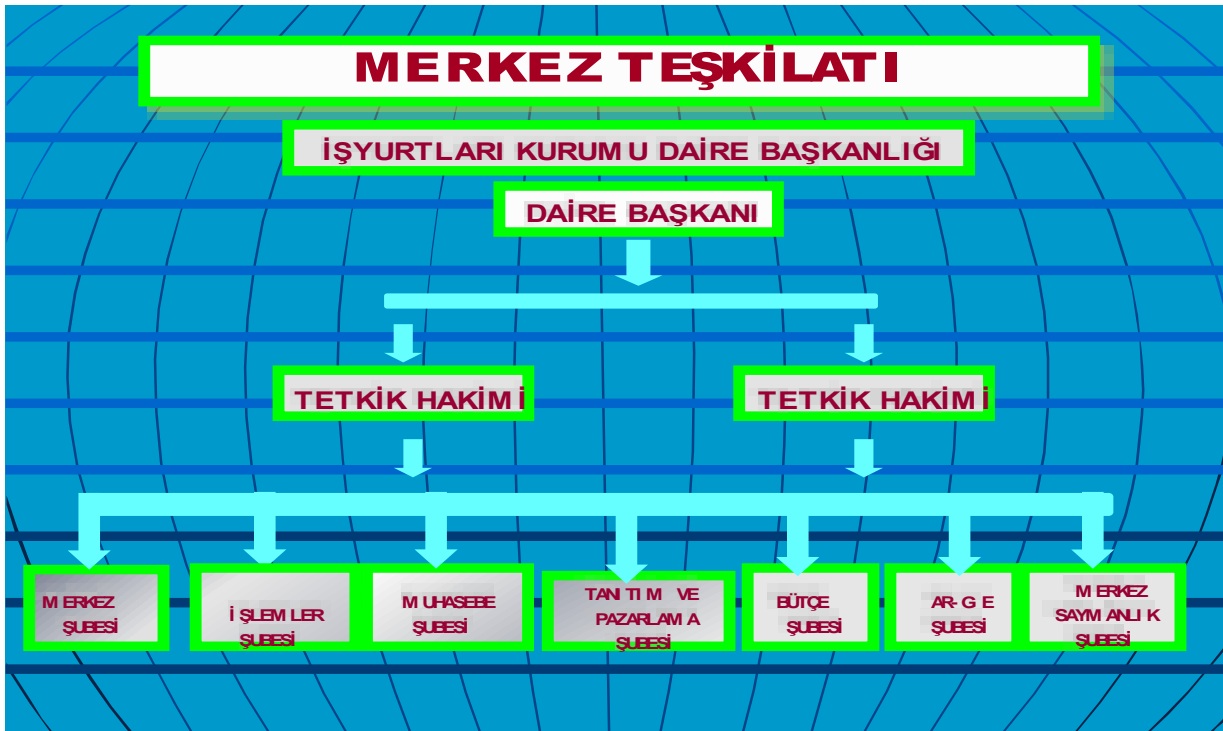 MERKEZ TEŞKİLATI
İŞYURTLARI KURUMU DAİRE BAŞKANLIĞI
DAİRE BAŞKANI
TETKİK HAKİMİ
TETKİK HAKİMİ
MERKEZ
ŞUBESİ
İŞLEMLER
ŞUBESİ
MUHASEBE
ŞUBESİ
TANITIM VE
PAZARLAMA
ŞUBESİ
BÜTÇE
ŞUBESİ
AR-GE
ŞUBESİ
MERKEZ
SAYMANLIK
ŞUBESİ